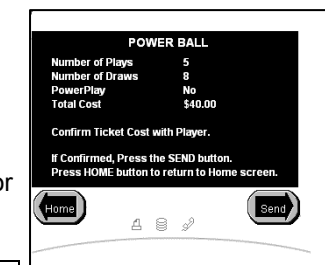 POWER BALL
Number of Plays 5
Number of Draws 8
PowerPlay No
Total Cost $40.00
Confirm Ticket Cost with Player.
If Confirmed, Press the SEND button.
Press HOME button to return to Home screen.
or
Home Send